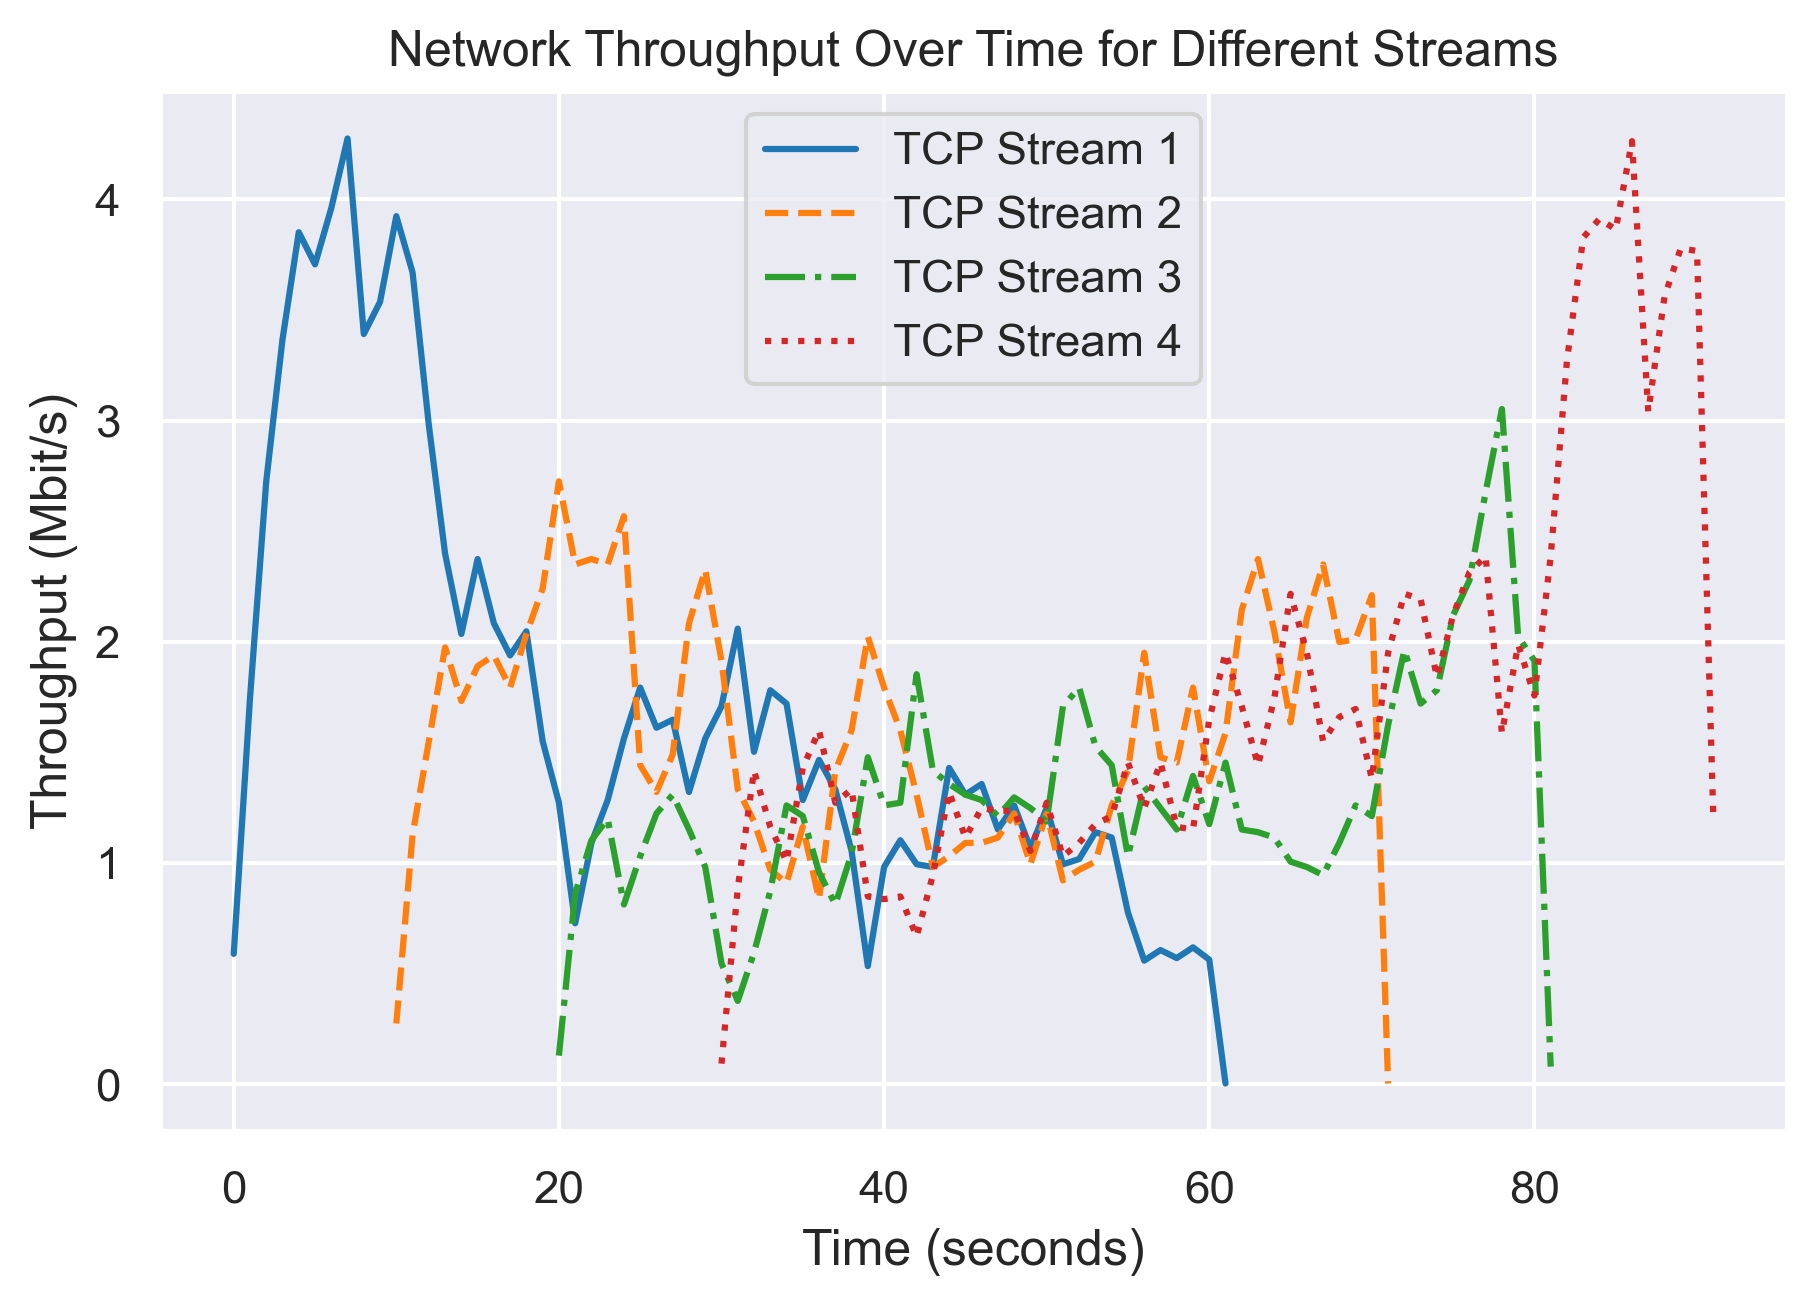 Network Throughput Over Time for Different Streams
TCP Stream 1
TCP Stream 2
TCP Stream 3
TCP Stream 4
Throughput (Mbit/s)
4
3
2
1
0
0 20 40 60 80
Time (seconds)